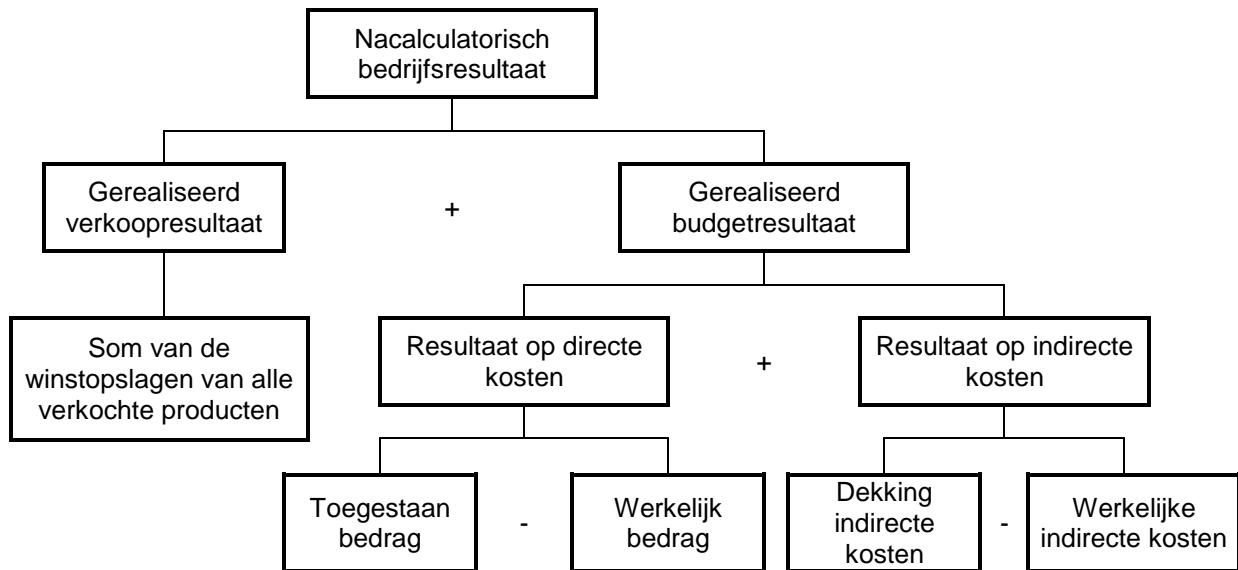 Nacalculatorisch
bedrijfsresultaat
Gerealiseerd
verkoopresultaat
+
Gerealiseerd
budgetresultaat
Som van de
winstopslagen van alle
verkochte producten
Resultaat op directe
kosten
+
Resultaat op indirecte
kosten
Toegestaan
bedrag
-
Werkelijk
bedrag
Dekking
indirecte
kosten
-
Werkelijke
indirecte kosten